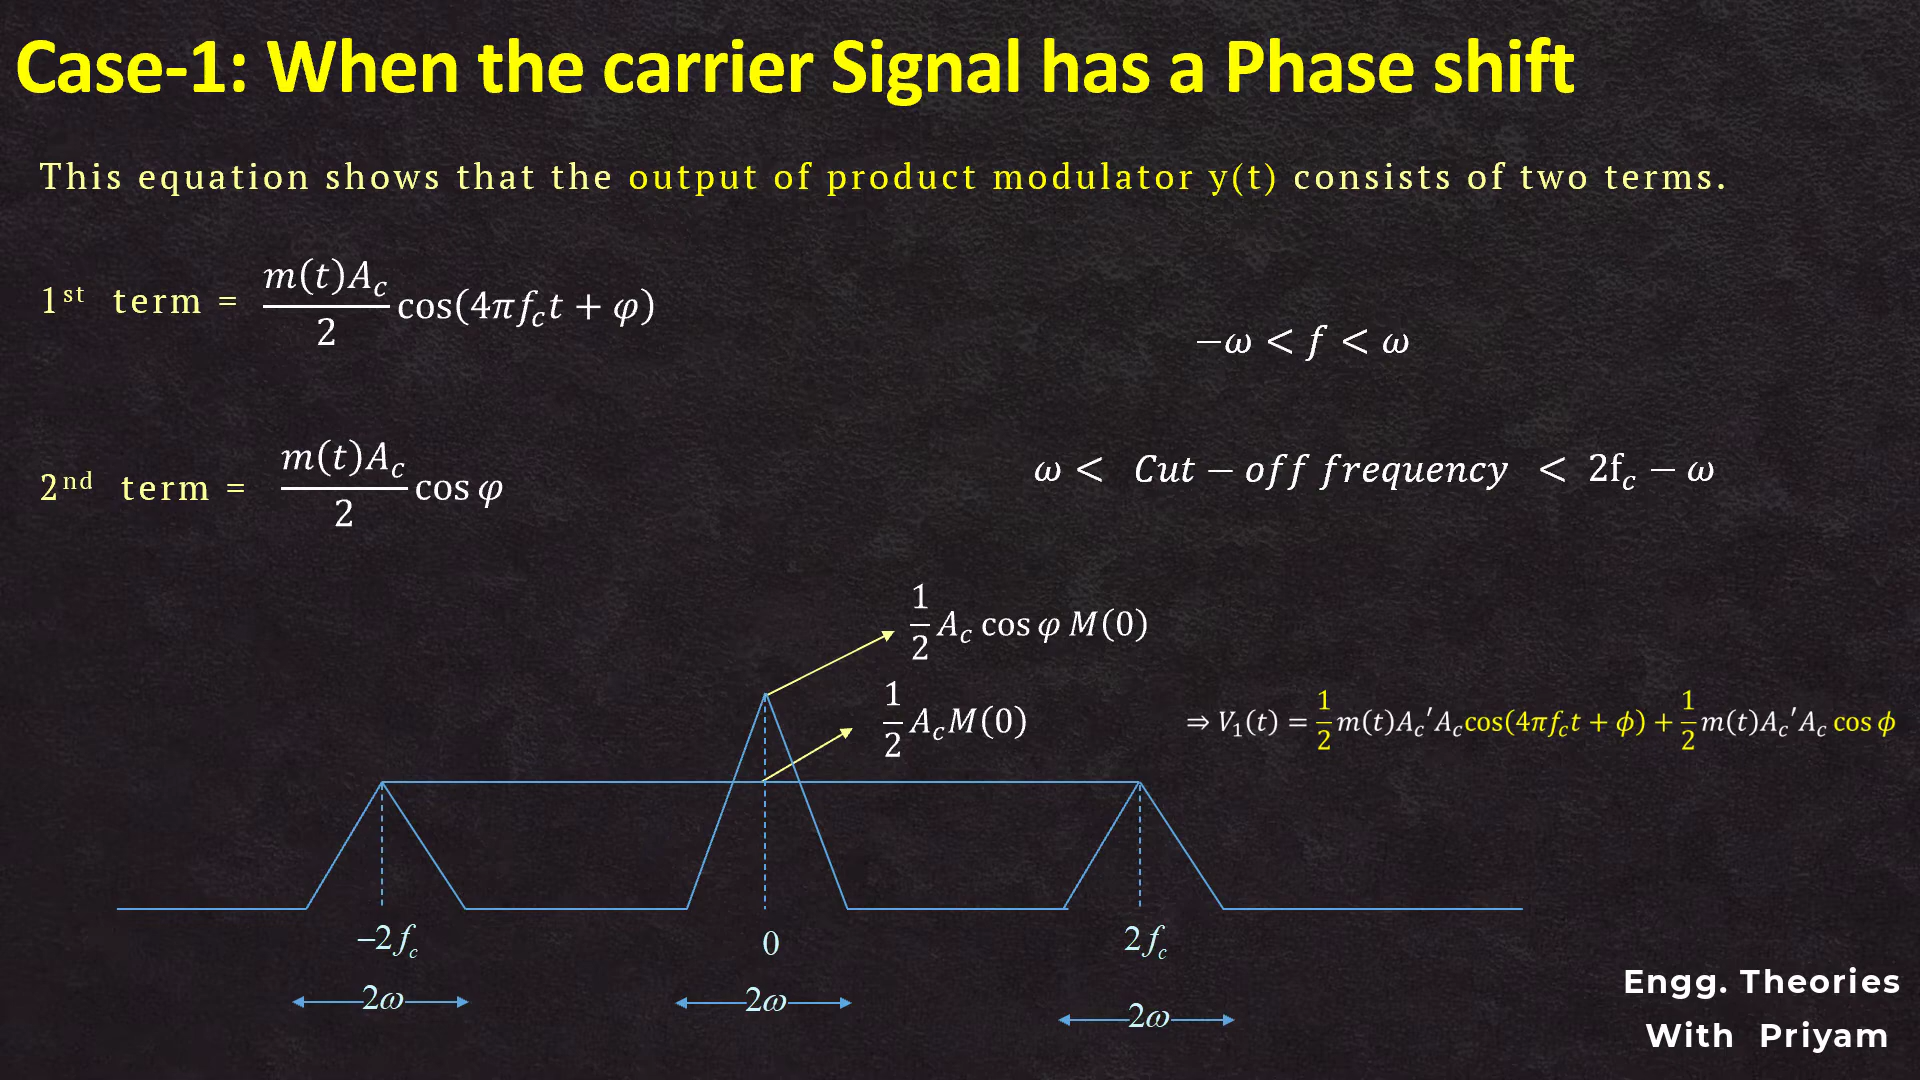 Case-1: When the carrier Signal has a Phase shift
This equation shows that the output of product modulator y(t) consists of two terms.
1st term = m(t)A_c/2 cos(4πf_ct + φ)
−ω < f < ω
2nd term = m(t)A_c/2 cos φ
ω < Cut − off frequency < 2f_c − ω
1/2 A_c cos φ M(0)
1/2 A_c M(0)
⇒ V_1(t) = 1/2 m(t)A_c′A_c cos(4πf_ct + ϕ) + 1/2 m(t)A_c′A_c cos ϕ
−2f_c 0 2f_c
2ω 2ω 2ω
Engg. Theories
With Priyam